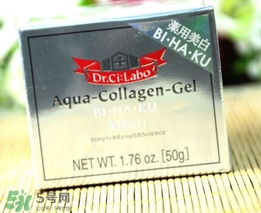 薬用美白
BI·HA·KU
Dr.Ci:Labo
Aqua-Collagen-Gel
BI·HA·KU
Simple&Result&Science
NET WT. 1.76 oz. [50g]
5号网